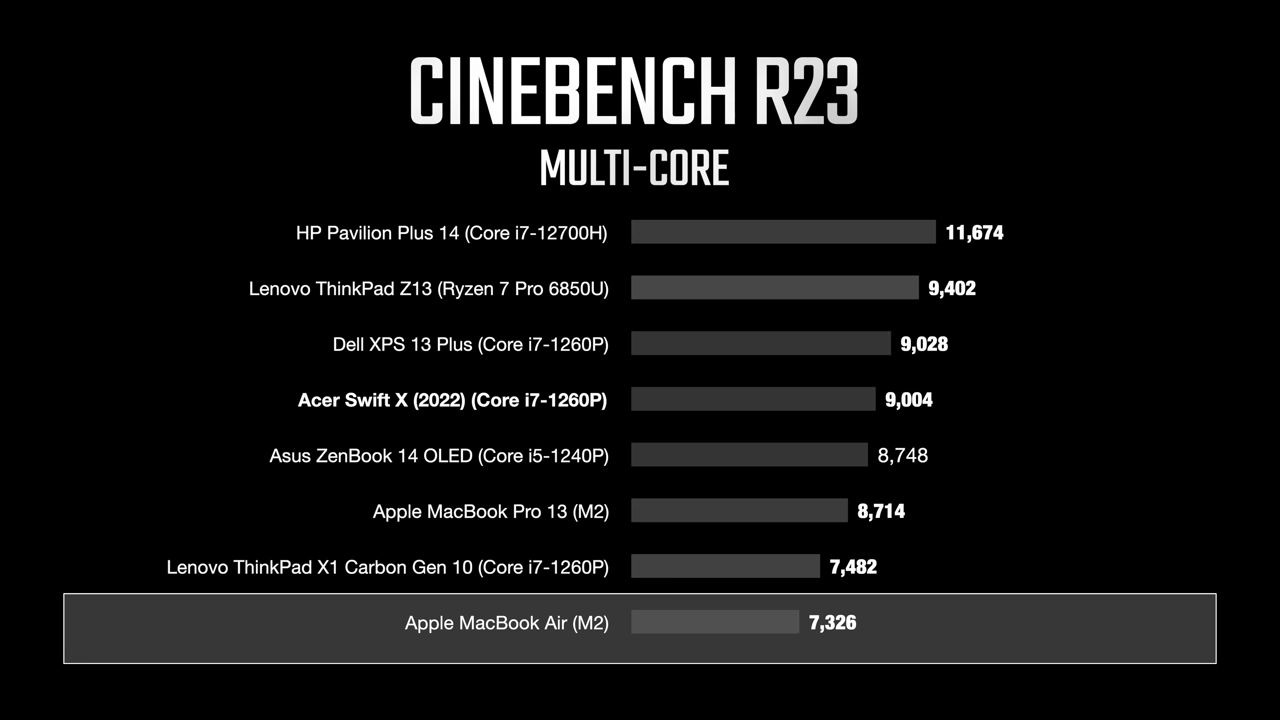 CINEBENCH R23
MULTI-CORE
HP Pavilion Plus 14 (Core i7-12700H) 11,674
Lenovo ThinkPad Z13 (Ryzen 7 Pro 6850U) 9,402
Dell XPS 13 Plus (Core i7-1260P) 9,028
Acer Swift X (2022) (Core i7-1260P) 9,004
Asus ZenBook 14 OLED (Core i5-1240P) 8,748
Apple MacBook Pro 13 (M2) 8,714
Lenovo ThinkPad X1 Carbon Gen 10 (Core i7-1260P) 7,482
Apple MacBook Air (M2) 7,326